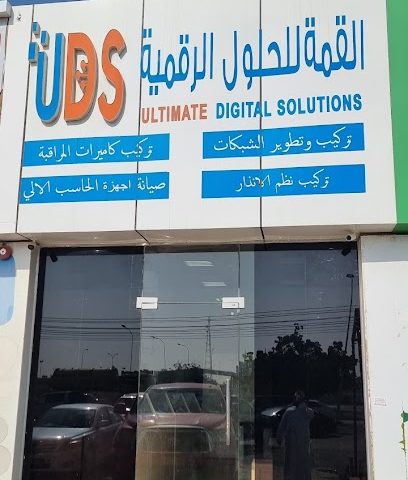 UDS
القمة للحلول الرقمية
ULTIMATE DIGITAL SOLUTIONS
تركيب وتطوير الشبكات
تركيب كاميرات المراقبة
تركيب نظم الانذار
صيانة اجهزة الحاسب الالي